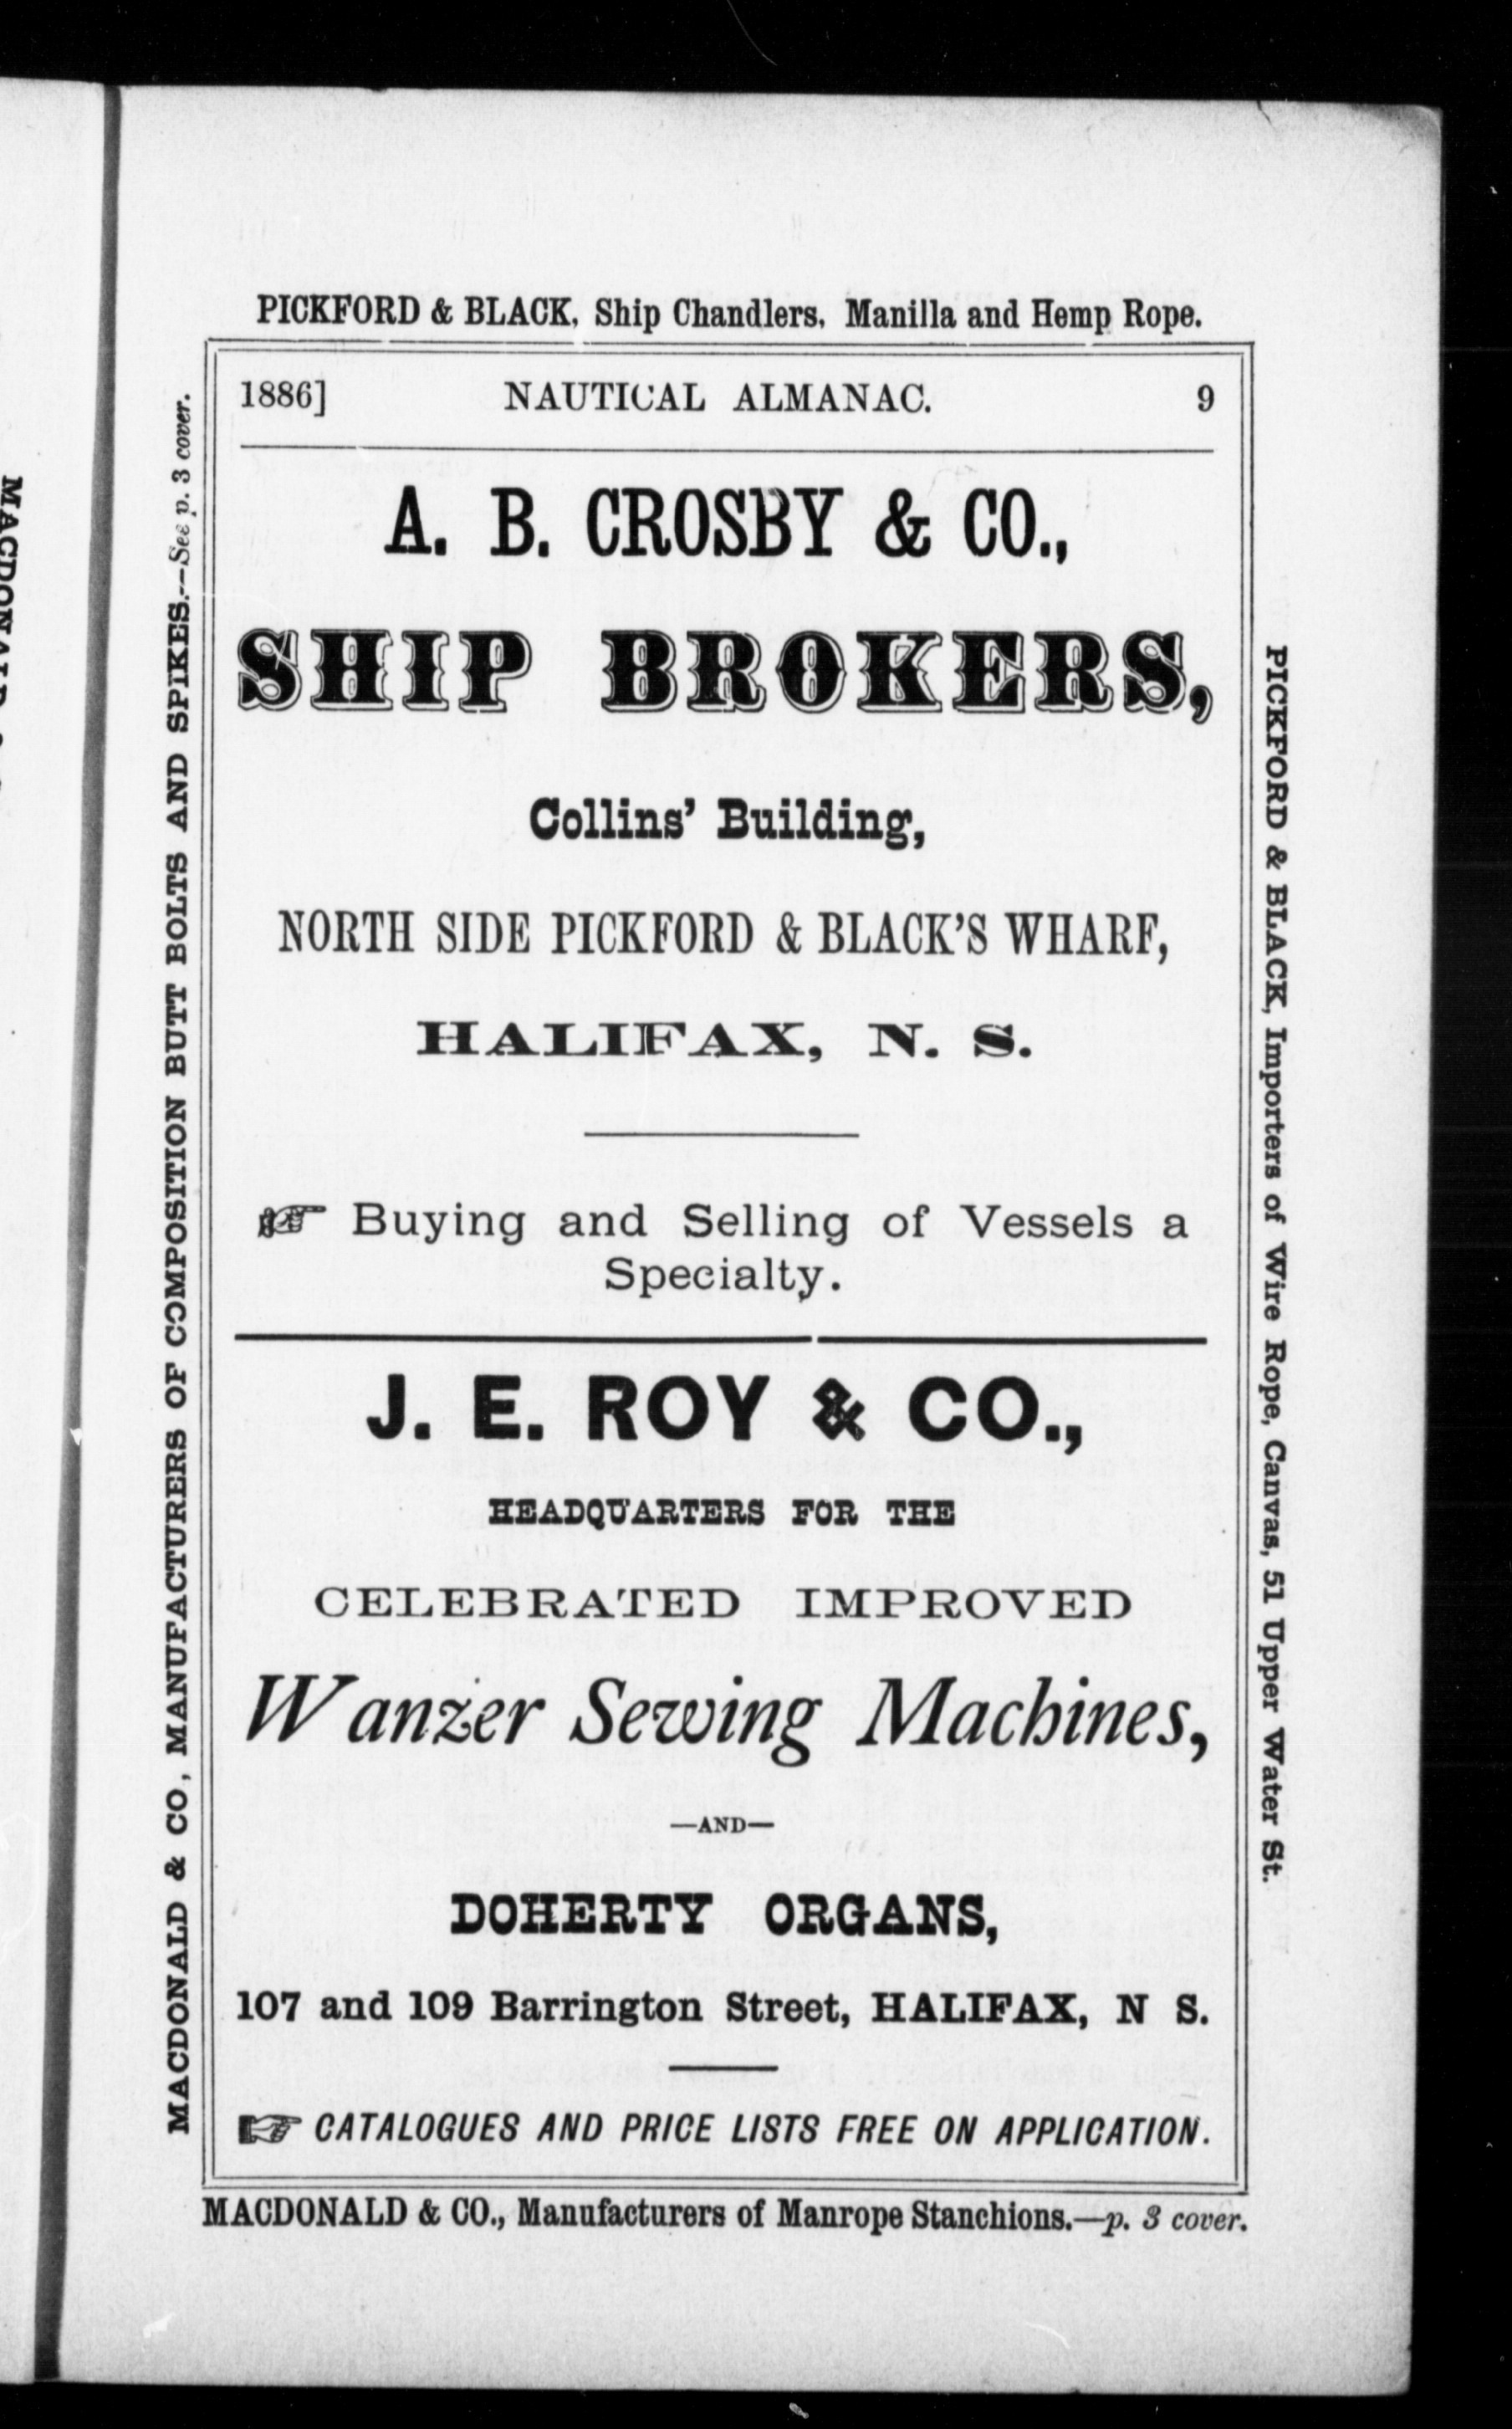 PICKFORD & BLACK, Ship Chandlers, Manilla and Hemp Rope.
1886] NAUTICAL ALMANAC. 9
A. B. CROSBY & CO.,
SHIP BROKERS,
Collins' Building,
NORTH SIDE PICKFORD & BLACK'S WHARF,
HALIFAX, N. S.
☞ Buying and Selling of Vessels a
Specialty.
J. E. ROY & CO.,
HEADQUARTERS FOR THE
CELEBRATED IMPROVED
Wanzer Sewing Machines,
—AND—
DOHERTY ORGANS,
107 and 109 Barrington Street, HALIFAX, N S.
☞ CATALOGUES AND PRICE LISTS FREE ON APPLICATION.
MACDONALD & CO., Manufacturers of Manrope Stanchions.—p. 3 cover.
MACDONALD & CO, MANUFACTURERS OF COMPOSITION BUTT BOLTS AND SPIKES.--See p. 3 cover.
PICKFORD & BLACK, Importers of Wire Rope, Canvas, 51 Upper Water St.